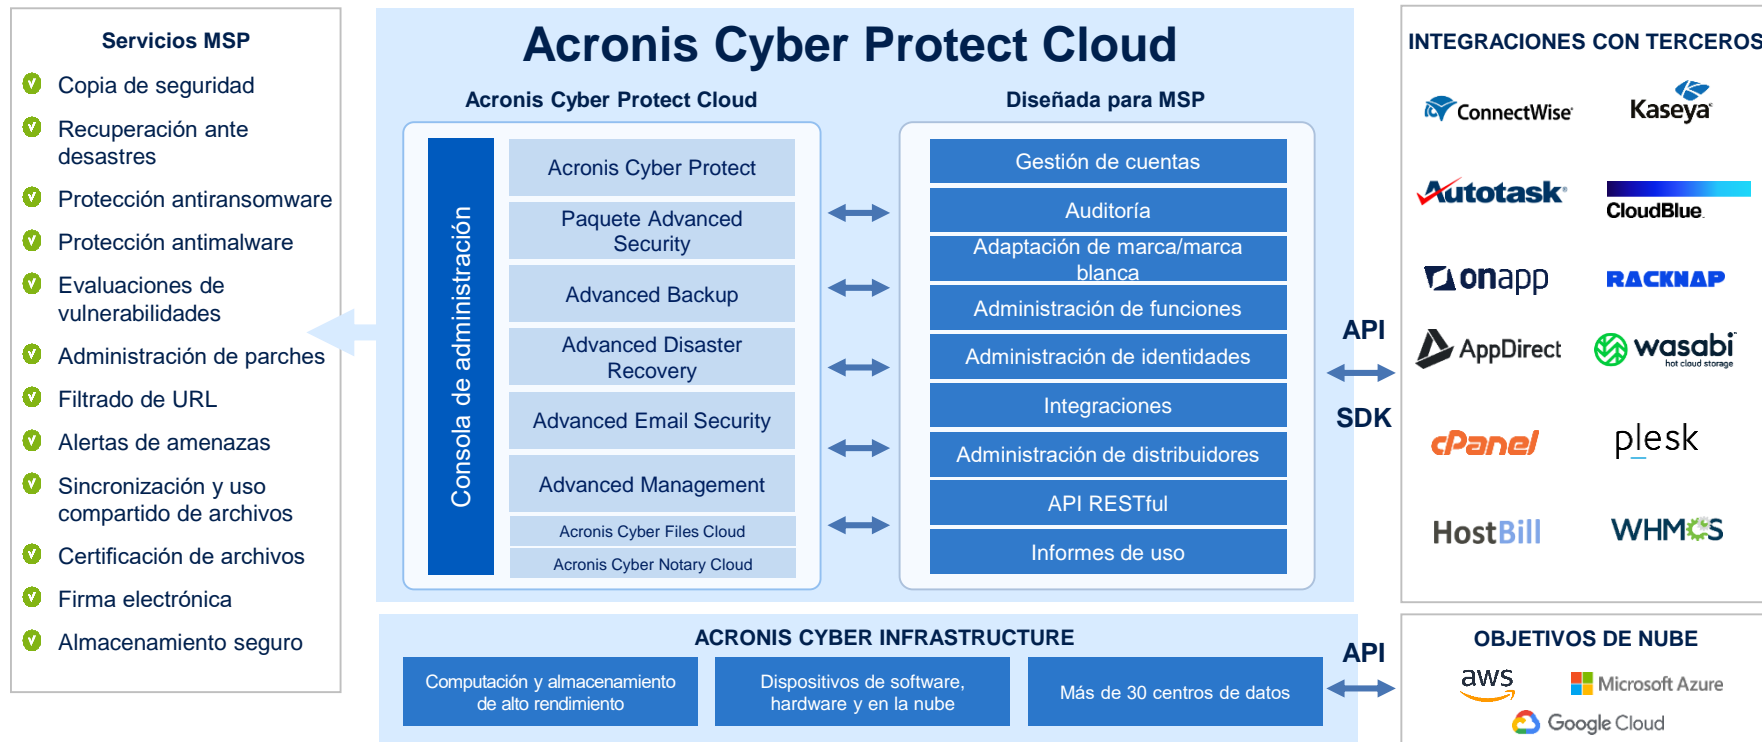 Servicios MSP
Copia de seguridad
Recuperación ante
desastres
Protección antiransomware
Protección antimalware
Evaluaciones de
vulnerabilidades
Administración de parches
Filtrado de URL
Alertas de amenazas
Sincronización y uso
compartido de archivos
Certificación de archivos
Firma electrónica
Almacenamiento seguro
Acronis Cyber Protect Cloud
Acronis Cyber Protect Cloud
Consola de administración
Acronis Cyber Protect
Paquete Advanced
Security
Advanced Backup
Advanced Disaster
Recovery
Advanced Email Security
Advanced Management
Acronis Cyber Files Cloud
Acronis Cyber Notary Cloud
Diseñada para MSP
Gestión de cuentas
Auditoría
Adaptación de marca/marca
blanca
Administración de funciones
Administración de identidades
Integraciones
Administración de distribuidores
API RESTful
Informes de uso
API
SDK
INTEGRACIONES CON TERCEROS
ConnectWise
Kaseya
Autotask
CloudBlue
onapp
RACKNAP
AppDirect
wasabi
hot cloud storage
cPanel
plesk
HostBill
WHMCS
ACRONIS CYBER INFRASTRUCTURE
Computación y almacenamiento
de alto rendimiento
Dispositivos de software,
hardware y en la nube
Más de 30 centros de datos
API
OBJETIVOS DE NUBE
aws
Microsoft Azure
Google Cloud